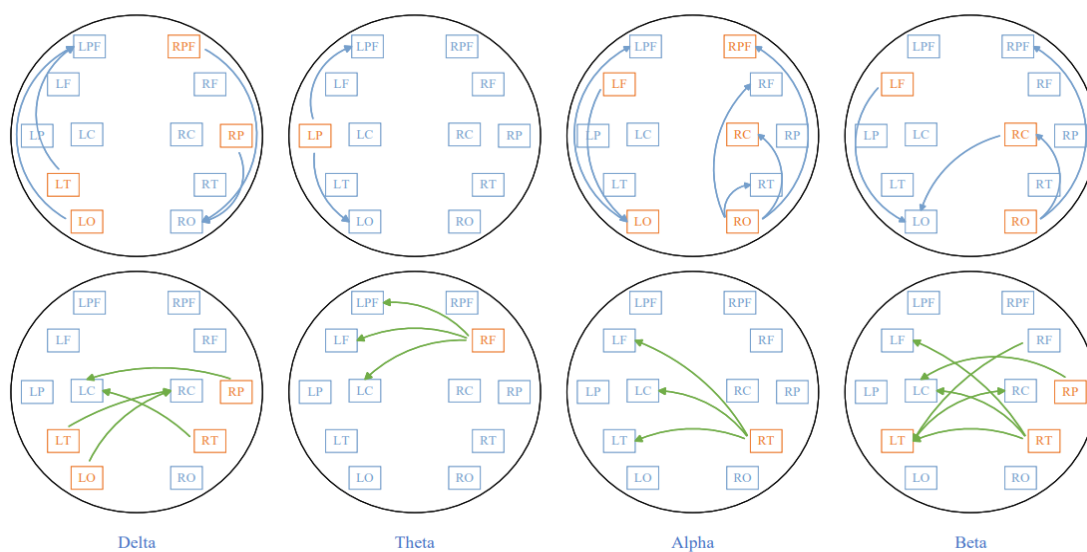 LPF RPF LPF RPF LPF RPF LPF RPF
LF RF LF RF LF RF LF RF
LP LC RC RP LP LC RC RP LP LC RC RP LP LC RC RP
LT RT LT RT LT RT LT RT
LO RO LO RO LO RO LO RO
LPF RPF LPF RPF LPF RPF LPF RPF
LF RF LF RF LF RF LF RF
LP LC RC RP LP LC RC RP LP LC RC RP LP LC RC RP
LT RT LT RT LT RT LT RT
LO RO LO RO LO RO LO RO
Delta Theta Alpha Beta